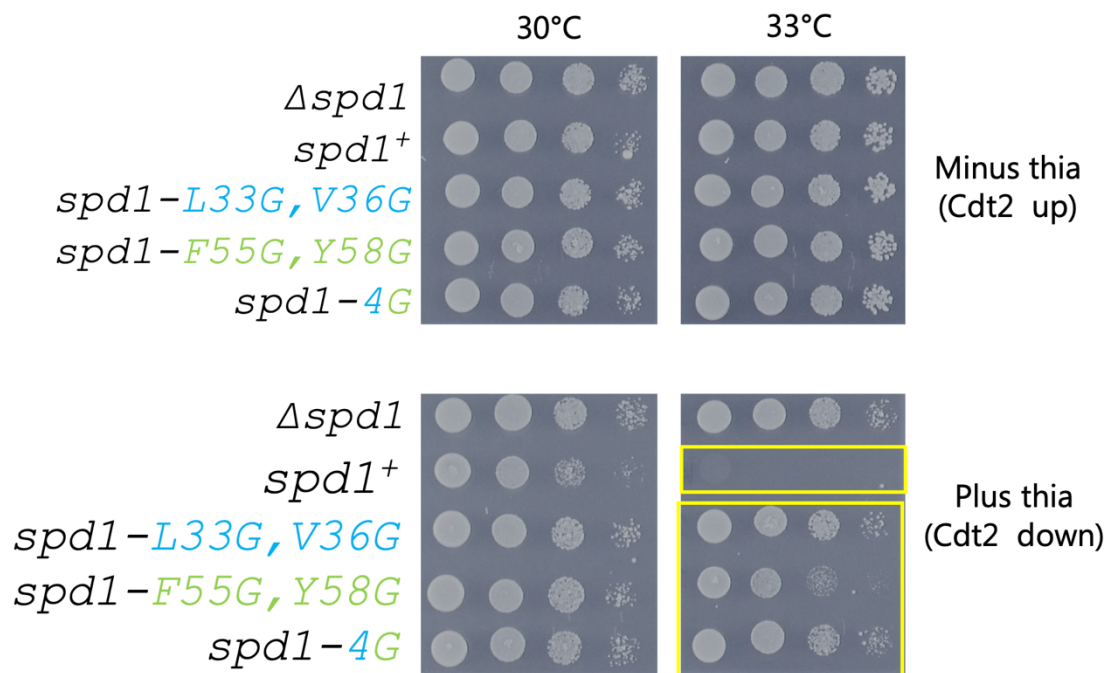 30°C 33°C
Δspd1
spd1⁺
spd1-L33G,V36G
spd1-F55G,Y58G
spd1-4G
Minus thia
(Cdt2 up)
Δspd1
spd1⁺
spd1-L33G,V36G
spd1-F55G,Y58G
spd1-4G
Plus thia
(Cdt2 down)